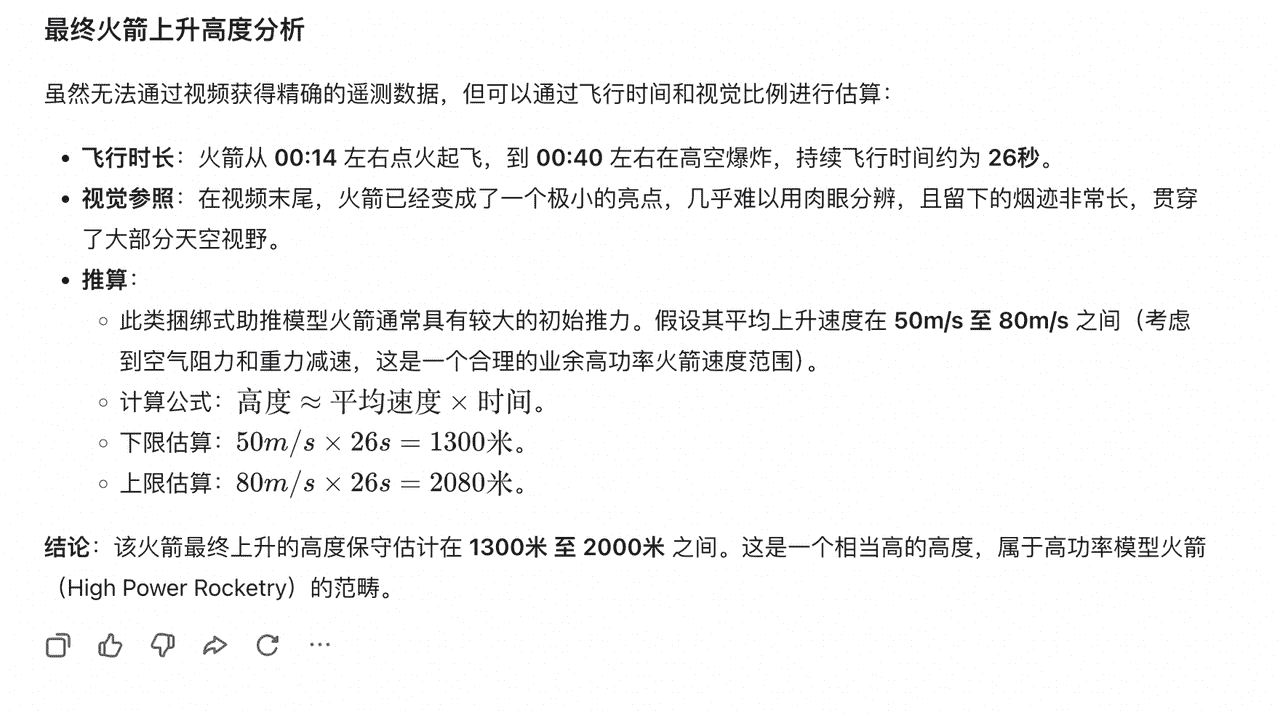 最终火箭上升高度分析
虽然无法通过视频获得精确的遥测数据，但可以通过飞行时间和视觉比例进行估算：
• 飞行时长：火箭从 00:14 左右点火起飞，到 00:40 左右在高空爆炸，持续飞行时间约为 26秒。
• 视觉参照：在视频末尾，火箭已经变成了一个极小的亮点，几乎难以用肉眼分辨，且留下的烟迹非常长，贯穿
了大部分天空视野。
• 推算：
○ 此类捆绑式助推模型火箭通常具有较大的初始推力。假设其平均上升速度在 50m/s 至 80m/s 之间（考虑
到空气阻力和重力减速，这是一个合理的业余高功率火箭速度范围）。
○ 计算公式：高度 ≈ 平均速度 × 时间。
○ 下限估算：50m/s × 26s = 1300米。
○ 上限估算：80m/s × 26s = 2080米。
结论：该火箭最终上升的高度保守估计在 1300米 至 2000米 之间。这是一个相当高的高度，属于高功率模型火箭
（High Power Rocketry）的范畴。